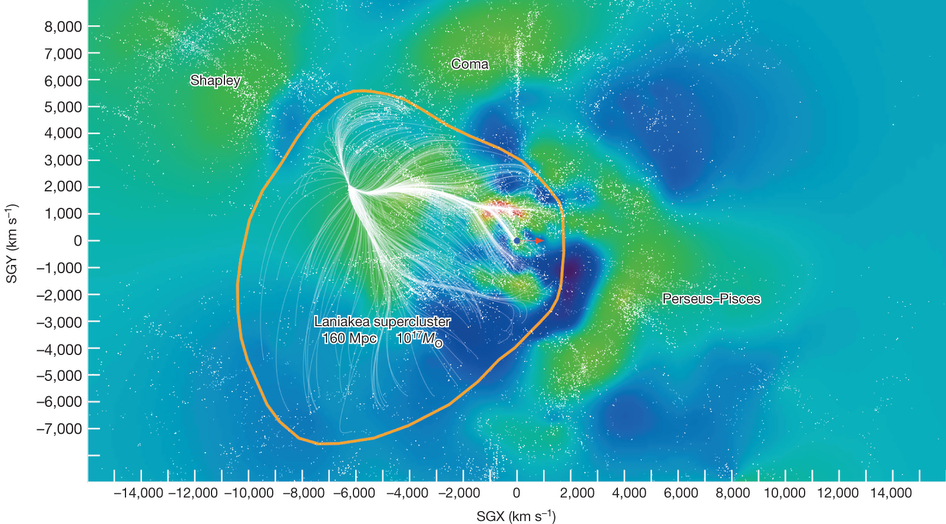 8,000
7,000
6,000
5,000
4,000
3,000
2,000
1,000
0
−1,000
−2,000
−3,000
−4,000
−5,000
−6,000
−7,000
SGY (km s⁻¹)
Shapley
Coma
Perseus–Pisces
Laniakea supercluster
160 Mpc 10¹⁷M⊙
−14,000 −12,000 −10,000 −8,000 −6,000 −4,000 −2,000 0 2,000 4,000 6,000 8,000 10,000 12,000 14,000
SGX (km s⁻¹)